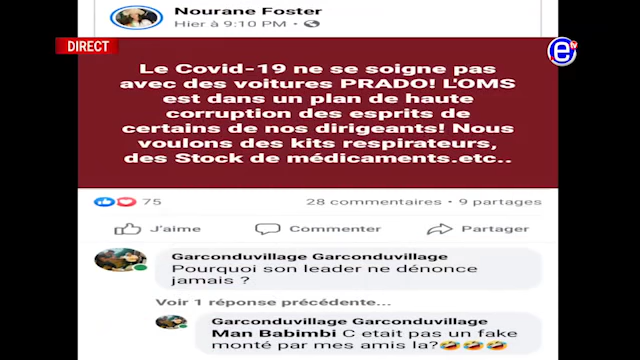 Nourane Foster
Hier à 9:10 PM •
DIRECT
e tv
Le Covid-19 ne se soigne pas
avec des voitures PRADO! L'OMS
est dans un plan de haute
corruption des esprits de
certains de nos dirigeants! Nous
voulons des kits respirateurs,
des Stock de médicaments.etc..
75
28 commentaires • 9 partages
J'aime
Commenter
Partager
Garconduvillage Garconduvillage
Pourquoi son leader ne dénonce
jamais ?
Voir 1 réponse précédente...
Garconduvillage Garconduvillage
Man Babimbi C etait pas un fake
monté par mes amis la?🤣🤣🤣